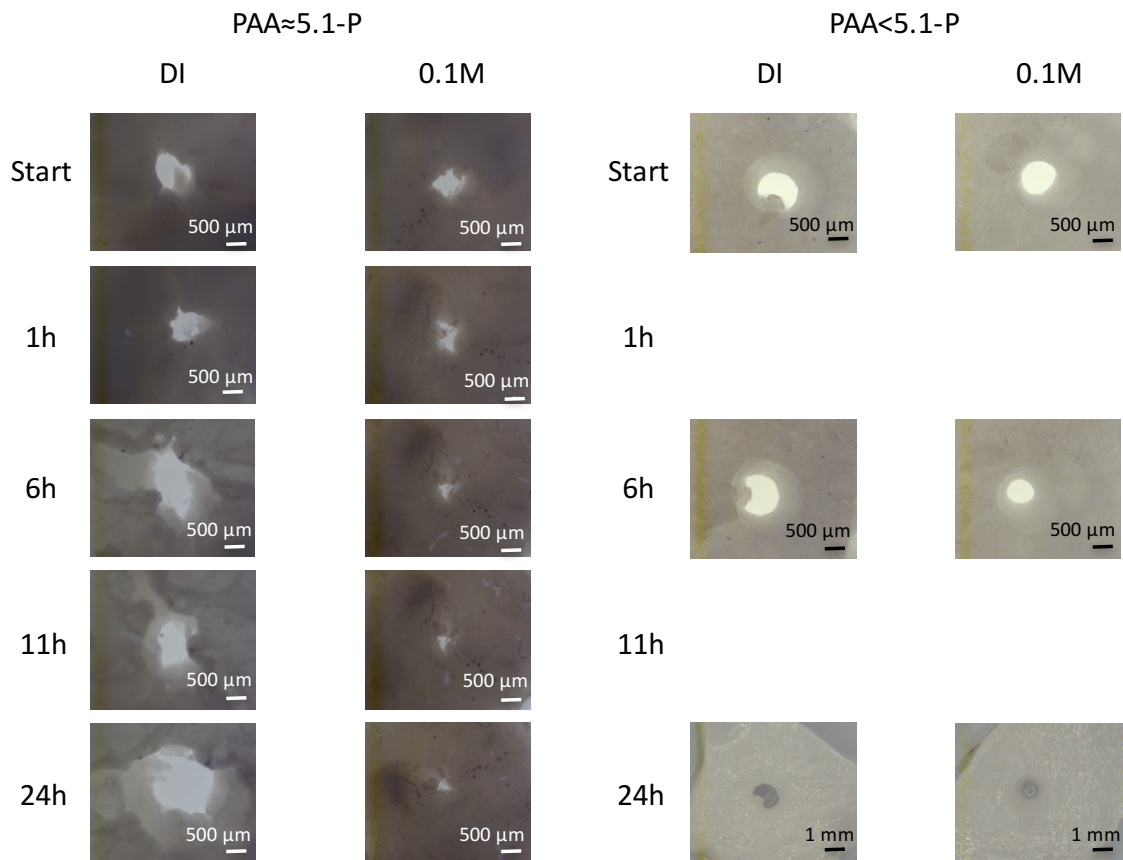 PAA≈5.1-P PAA<5.1-P
DI 0.1M DI 0.1M
Start Start
500 µm 500 µm 500 µm 500 µm
1h 1h
500 µm 500 µm
6h 6h
500 µm 500 µm 500 µm 500 µm
11h 11h
500 µm 500 µm
24h 24h
500 µm 500 µm 1 mm 1 mm